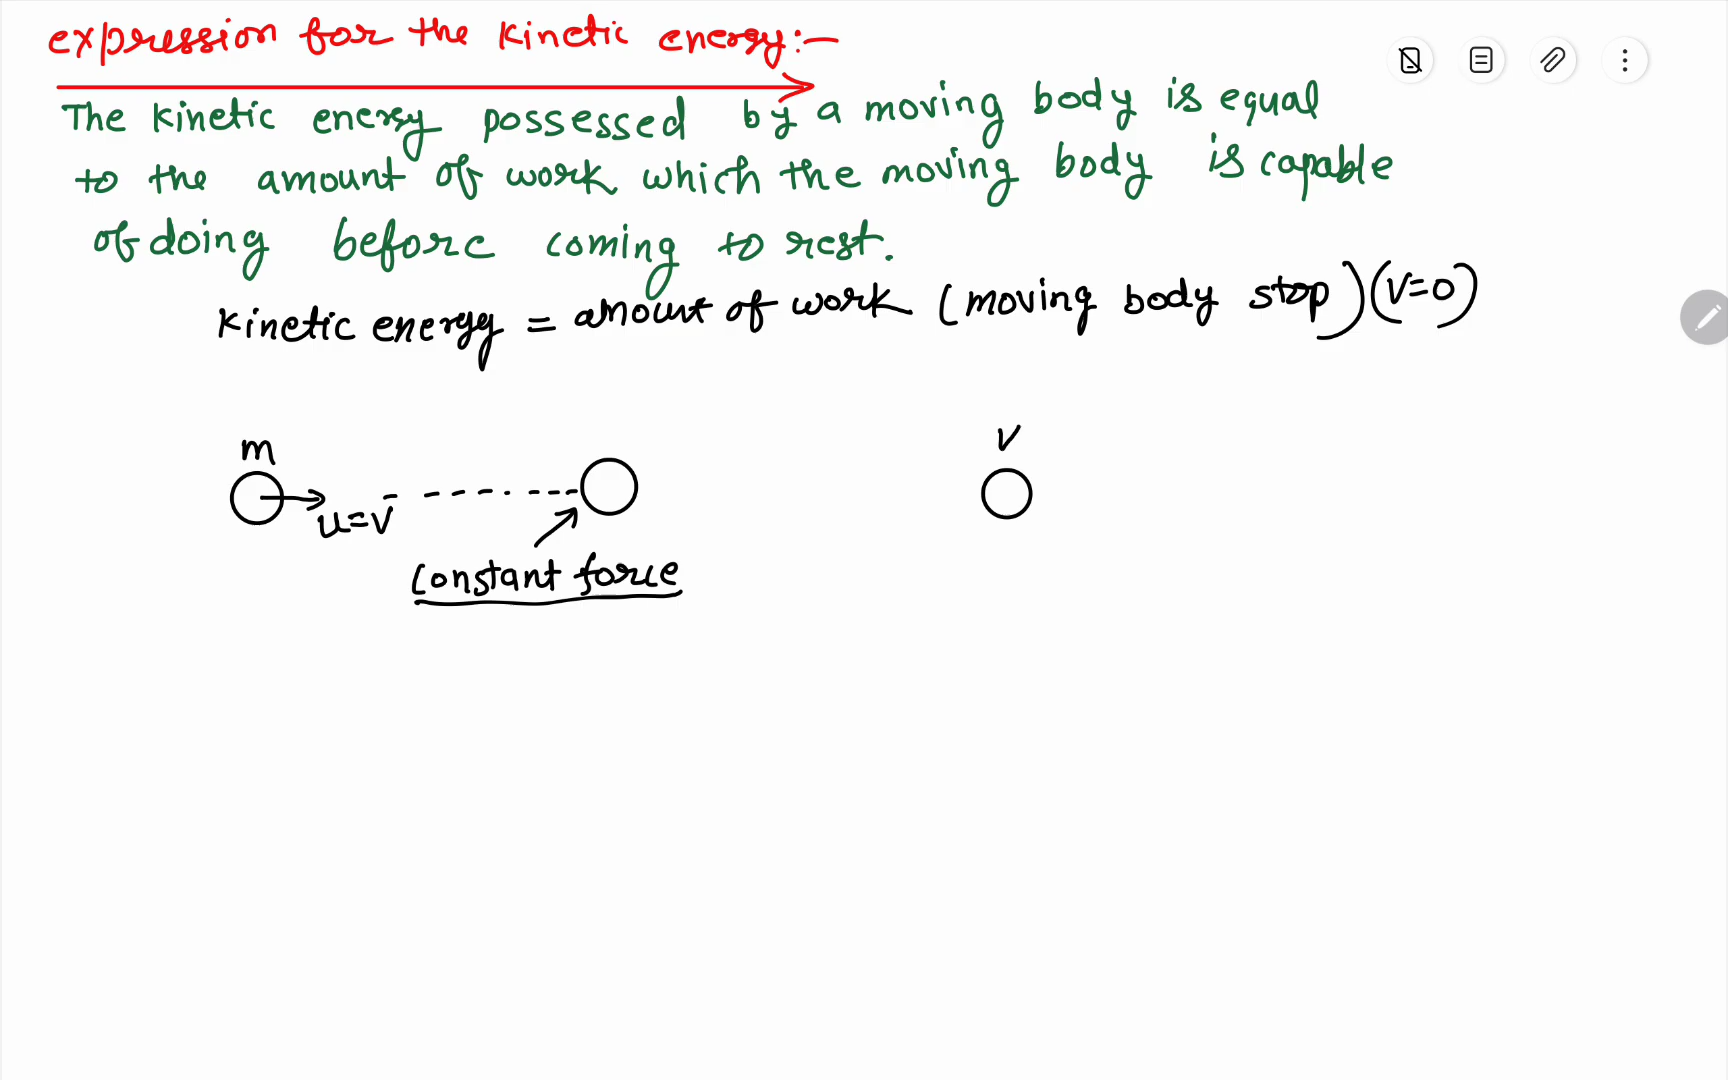 expression for the kinetic energy:-
The kinetic energy possessed by a moving body is equal
to the amount of work which the moving body is capable
of doing before coming to rest.
kinetic energy = amount of work (moving body stop) (v=0)
m
v
u=v
constant force